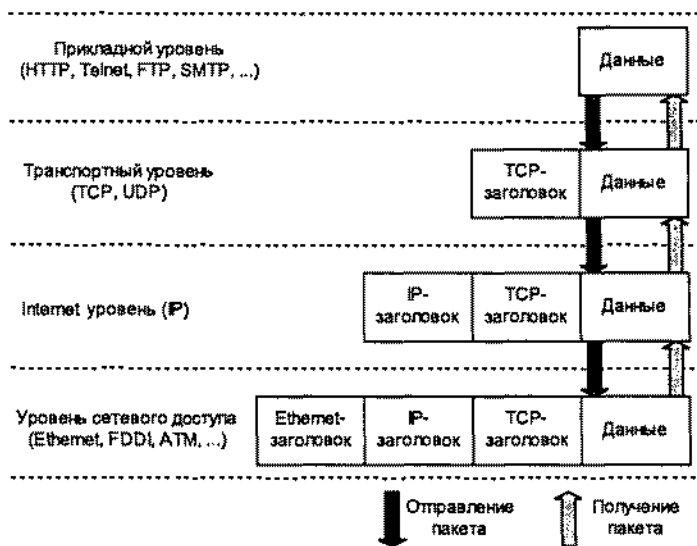 Прикладной уровень
(HTTP, Telnet, FTP, SMTP, ...)
Данные
Транспортный уровень
(TCP, UDP)
TCP-
заголовок
Данные
Internet уровень (IP)
IP-
заголовок
TCP-
заголовок
Данные
Уровень сетевого доступа
(Ethernet, FDDI, ATM, ...)
Ethernet-
заголовок
IP-
заголовок
TCP-
заголовок
Данные
Отправление
пакета
Получение
пакета